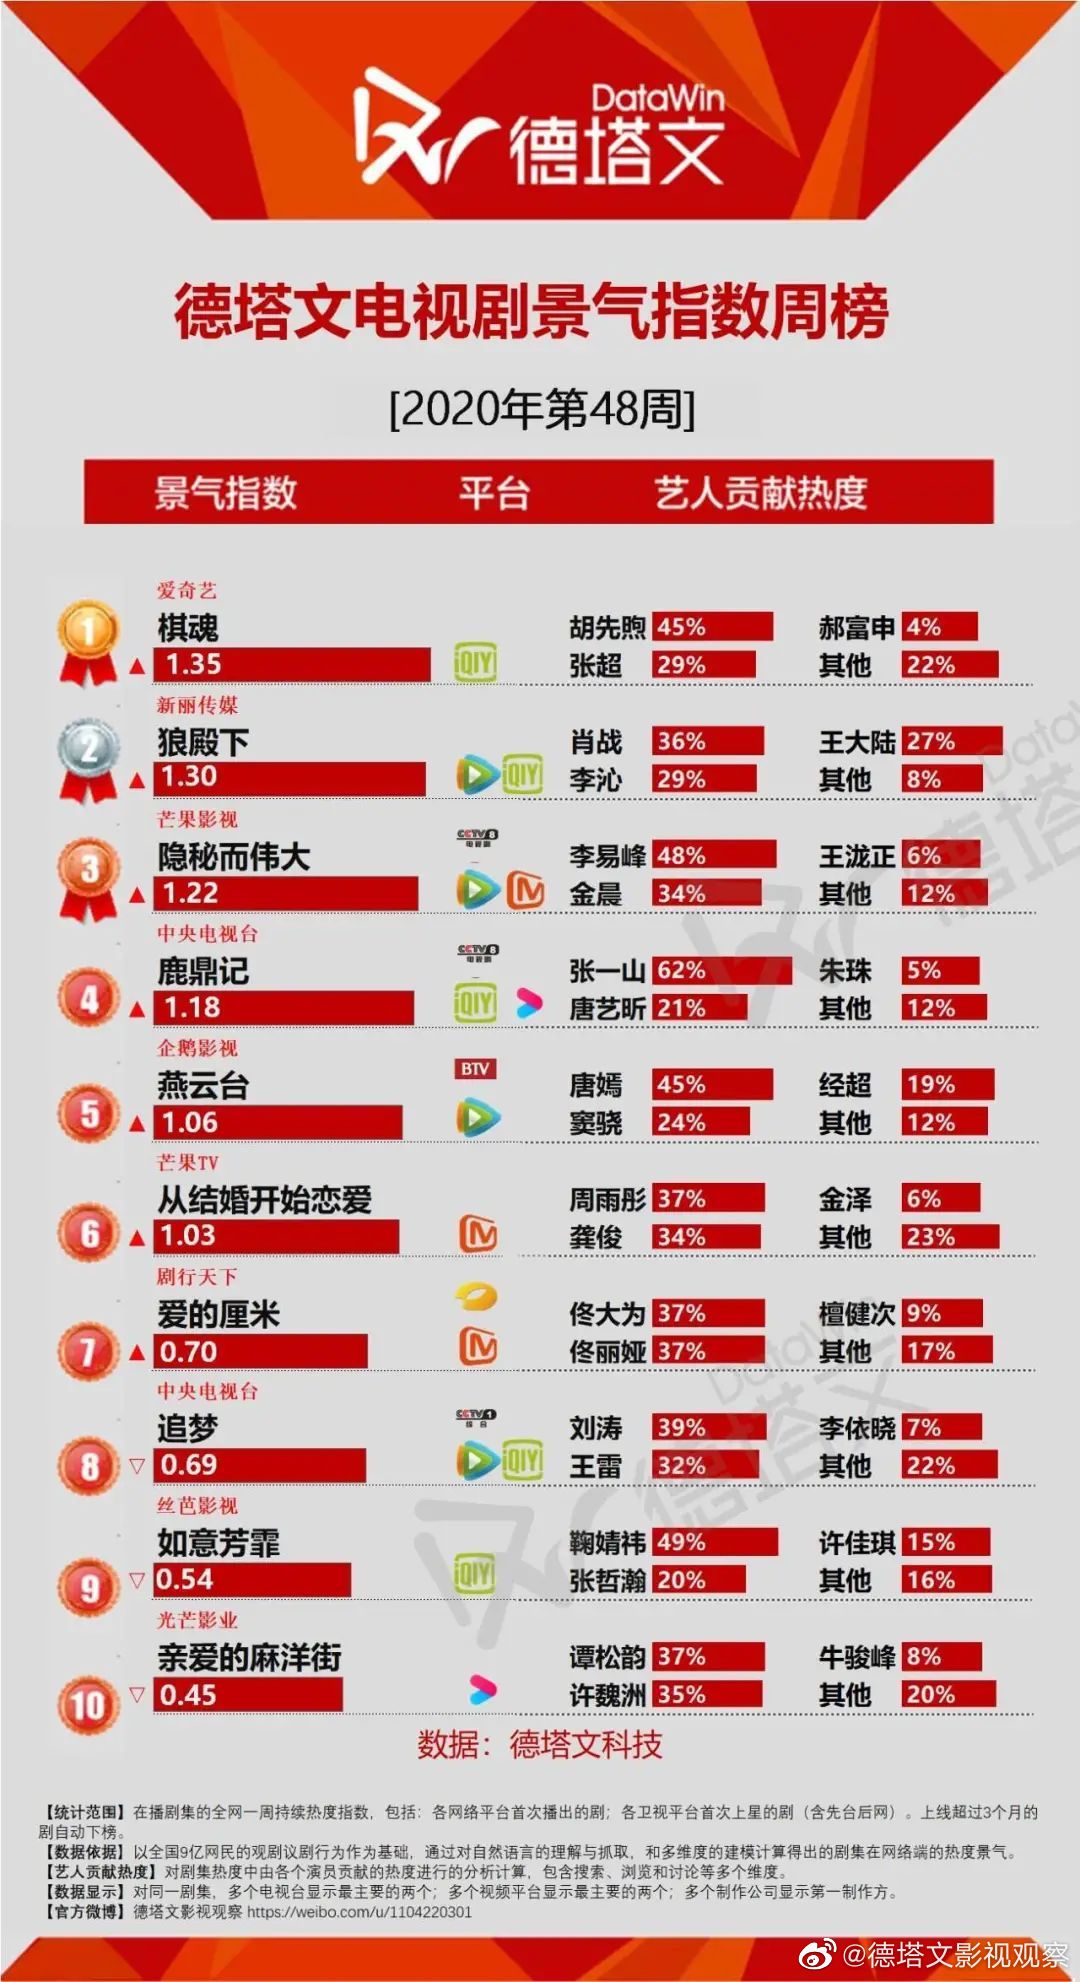 DataWin
德塔文
德塔文电视剧景气指数周榜
[2020年第48周]
景气指数 平台 艺人贡献热度
爱奇艺
1 棋魂 胡先煦 45% 郝富申 4%
▲ 1.35 iQIY 张超 29% 其他 22%
新丽传媒
2 狼殿下 肖战 36% 王大陆 27%
▲ 1.30 iQIY 李沁 29% 其他 8%
芒果影视
3 隐秘而伟大 CCTV 8 电视剧 李易峰 48% 王泷正 6%
▲ 1.22 金晨 34% 其他 12%
中央电视台
4 鹿鼎记 CCTV 8 电视剧 张一山 62% 朱珠 5%
▲ 1.18 iQIY 唐艺昕 21% 其他 12%
企鹅影视
5 燕云台 BTV 唐嫣 45% 经超 19%
▲ 1.06 窦骁 24% 其他 12%
芒果TV
6 从结婚开始恋爱 周雨彤 37% 金泽 6%
▲ 1.03 龚俊 34% 其他 23%
剧行天下
7 爱的厘米 佟大为 37% 檀健次 9%
▲ 0.70 佟丽娅 37% 其他 17%
中央电视台
8 追梦 CCTV 1 综合 刘涛 39% 李依晓 7%
▽ 0.69 iQIY 王雷 32% 其他 22%
丝芭影视
9 如意芳霏 鞠婧祎 49% 许佳琪 15%
▽ 0.54 iQIY 张哲瀚 20% 其他 16%
光芒影业
10 亲爱的麻洋街 谭松韵 37% 牛骏峰 8%
▽ 0.45 许魏洲 35% 其他 20%
数据：德塔文科技
【统计范围】在播剧集的全网一周持续热度指数，包括：各网络平台首次播出的剧；各卫视平台首次上星的剧（含先台后网）。上线超过3个月的
剧自动下榜。
【数据依据】以全国9亿网民的观剧议剧行为作为基础，通过对自然语言的理解与抓取，和多维度的建模计算得出的剧集在网络端的热度景气。
【艺人贡献热度】对剧集热度中由各个演员贡献的热度进行的分析计算，包含搜索、浏览和讨论等多个维度。
【数据显示】对同一剧集，多个电视台显示最主要的两个；多个视频平台显示最主要的两个；多个制作公司显示第一制作方。
【官方微博】德塔文影视观察 https://weibo.com/u/1104220301
@德塔文影视观察
DataWin
德塔文
DataWin
德塔文